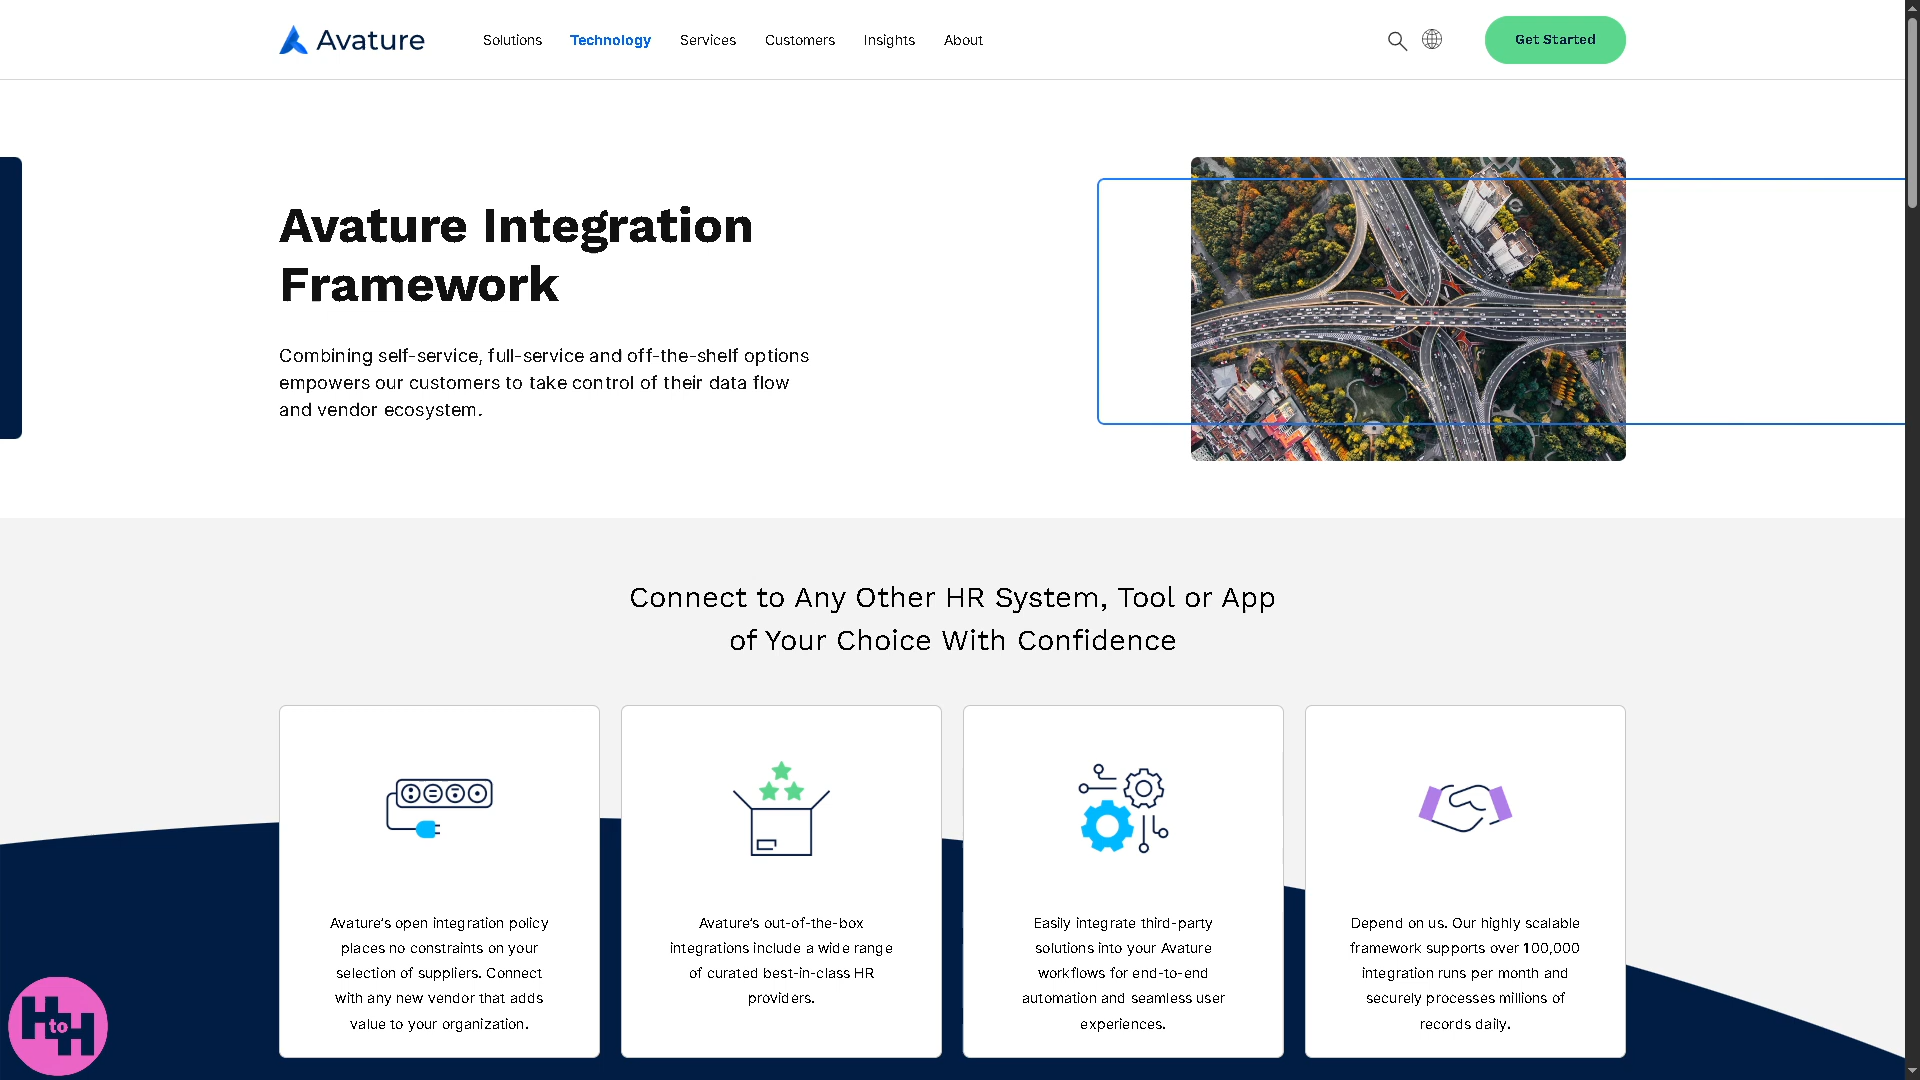 Avature
Solutions
Technology
Services
Customers
Insights
About
Get Started
Avature Integration
Framework
Combining self-service, full-service and off-the-shelf options
empowers our customers to take control of their data flow
and vendor ecosystem.
Connect to Any Other HR System, Tool or App
of Your Choice With Confidence
Avature’s open integration policy
places no constraints on your
selection of suppliers. Connect
with any new vendor that adds
value to your organization.
Avature’s out-of-the-box
integrations include a wide range
of curated best-in-class HR
providers.
Easily integrate third-party
solutions into your Avature
workflows for end-to-end
automation and seamless user
experiences.
Depend on us. Our highly scalable
framework supports over 100,000
integration runs per month and
securely processes millions of
records daily.
H to H